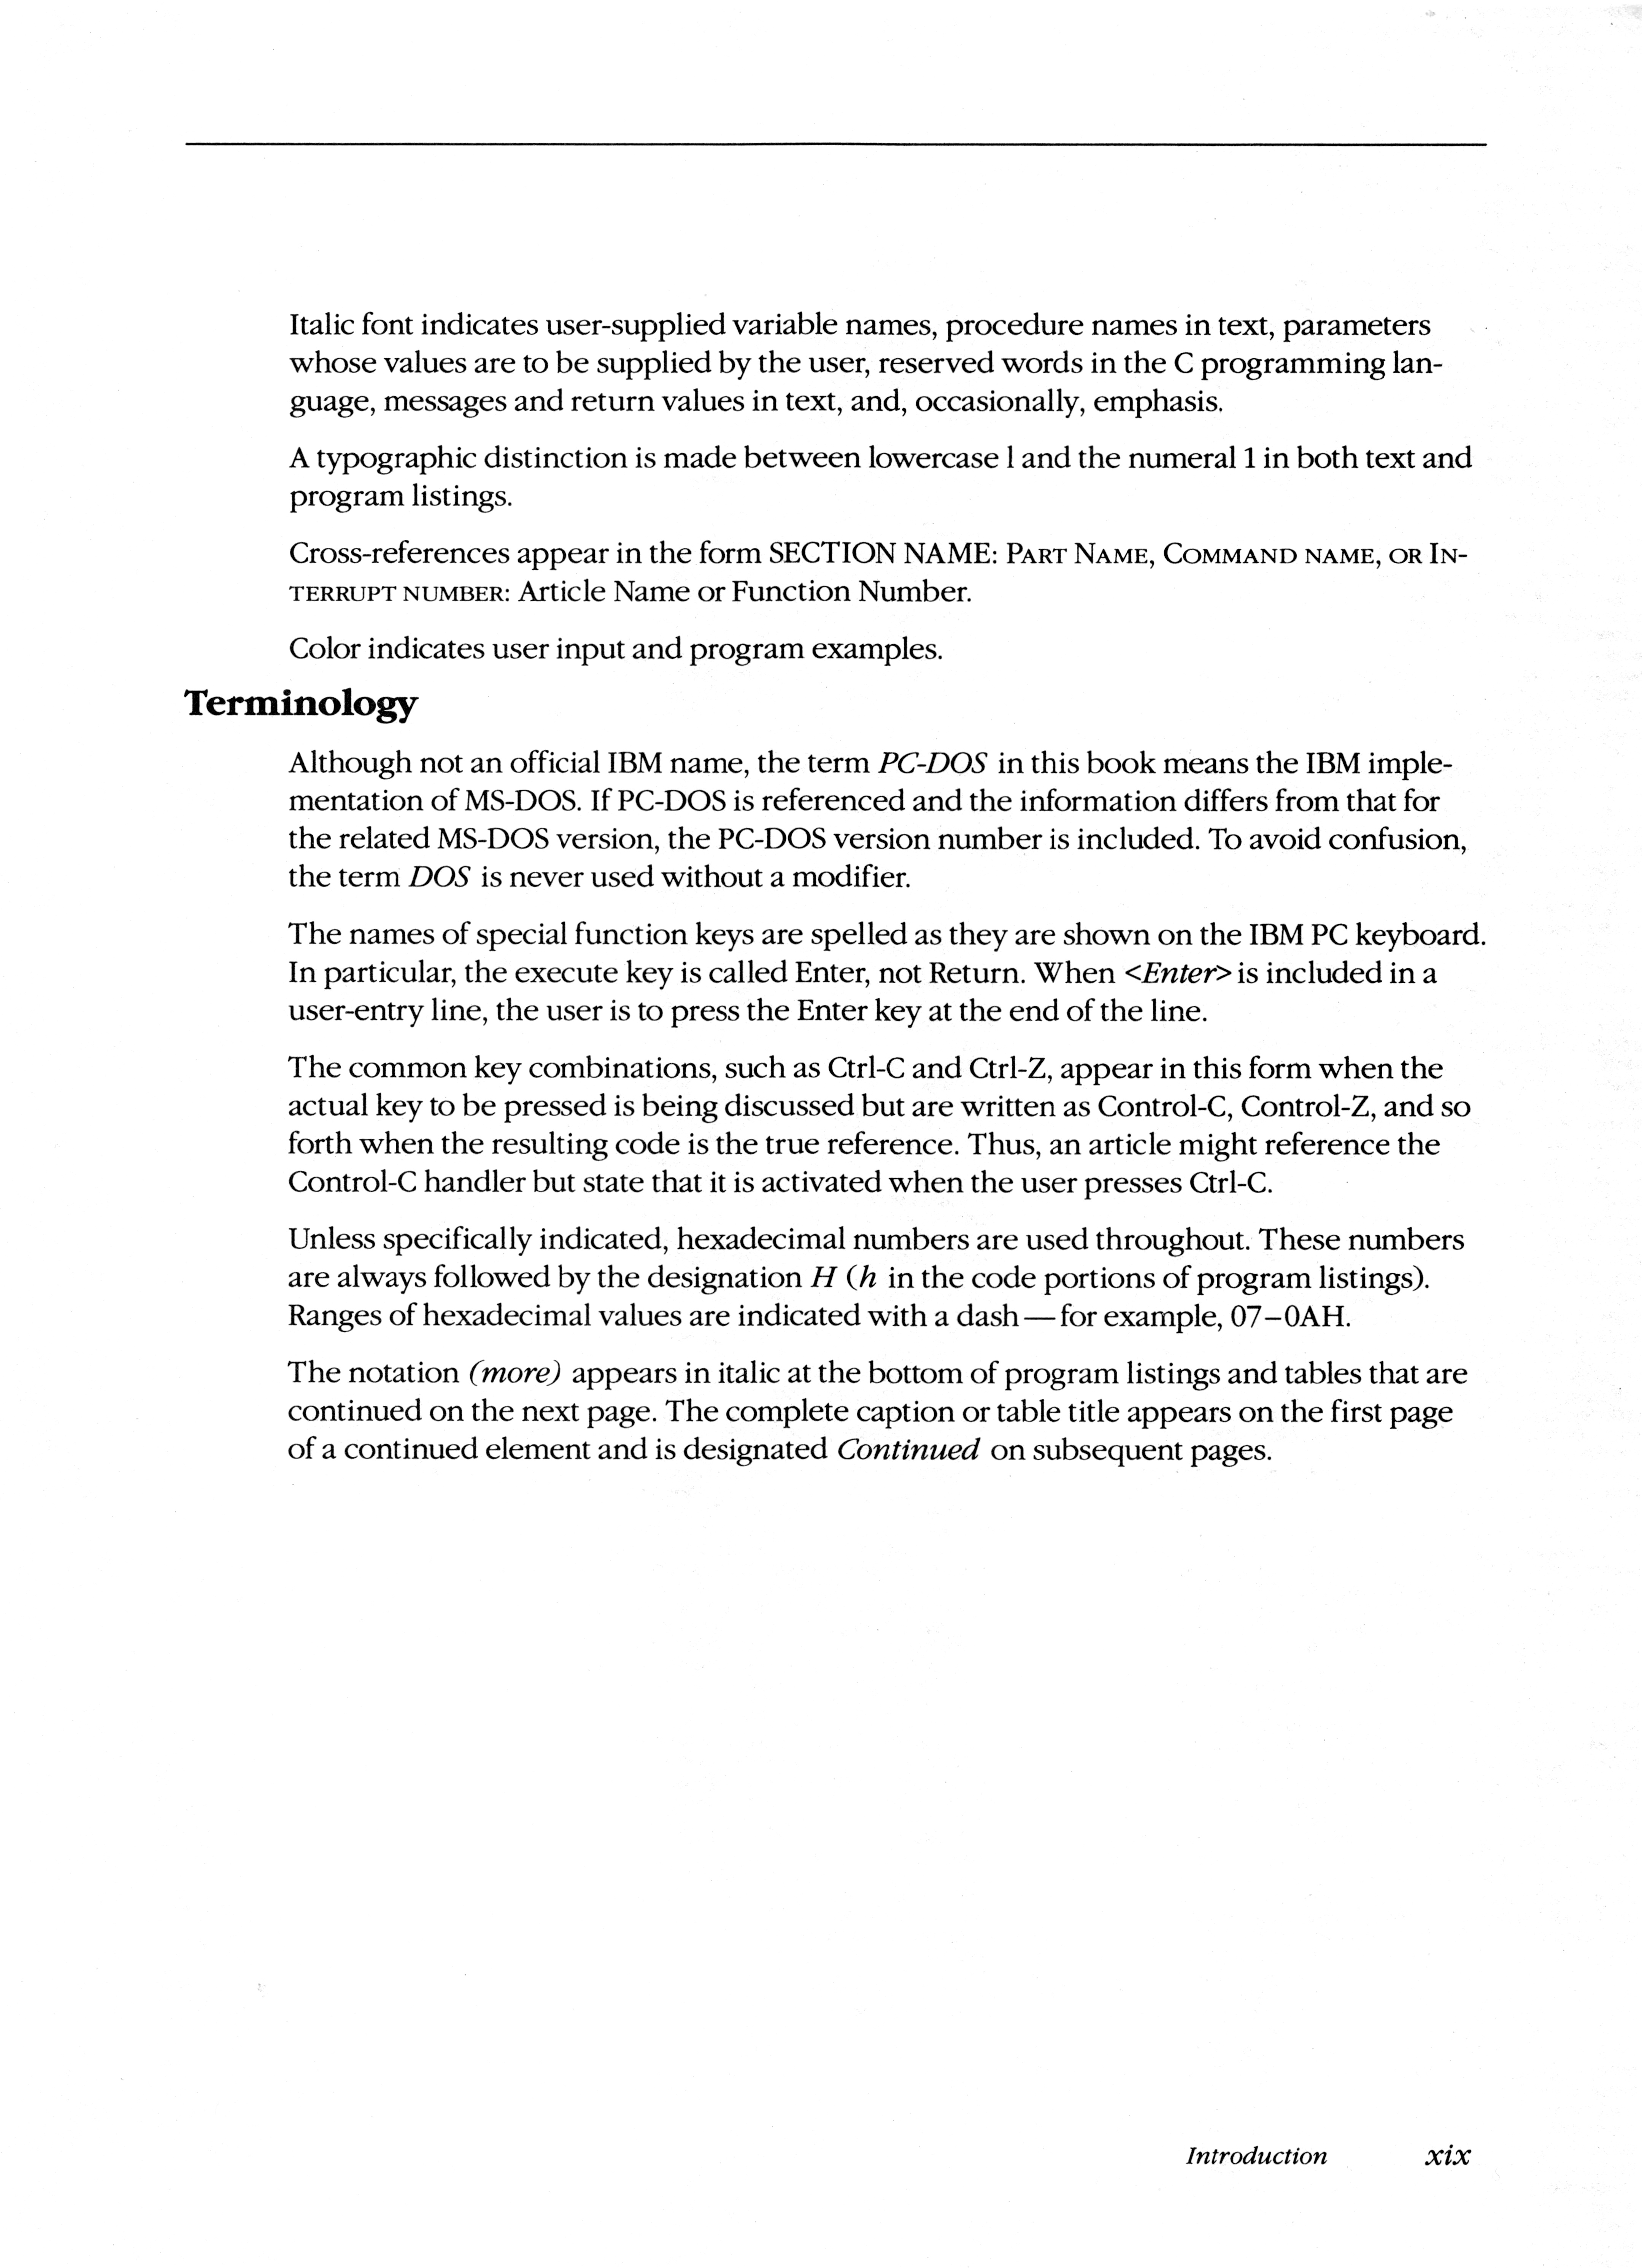 Italic font indicates user-supplied variable names, procedure names in text, parameters
whose values are to be supplied by the user, reserved words in the C programming lan-
guage, messages and return values in text, and, occasionally, emphasis.
A typographic distinction is made between lowercase l and the numeral 1 in both text and
program listings.
Cross-references appear in the form SECTION NAME: PART NAME, COMMAND NAME, OR IN-
TERRUPT NUMBER: Article Name or Function Number.
Color indicates user input and program examples.
Terminology
Although not an official IBM name, the term PC-DOS in this book means the IBM imple-
mentation of MS-DOS. If PC-DOS is referenced and the information differs from that for
the related MS-DOS version, the PC-DOS version number is included. To avoid confusion,
the term DOS is never used without a modifier.
The names of special function keys are spelled as they are shown on the IBM PC keyboard.
In particular, the execute key is called Enter, not Return. When <Enter> is included in a
user-entry line, the user is to press the Enter key at the end of the line.
The common key combinations, such as Ctrl-C and Ctrl-Z, appear in this form when the
actual key to be pressed is being discussed but are written as Control-C, Control-Z, and so
forth when the resulting code is the true reference. Thus, an article might reference the
Control-C handler but state that it is activated when the user presses Ctrl-C.
Unless specifically indicated, hexadecimal numbers are used throughout. These numbers
are always followed by the designation H (h in the code portions of program listings).
Ranges of hexadecimal values are indicated with a dash — for example, 07–0AH.
The notation (more) appears in italic at the bottom of program listings and tables that are
continued on the next page. The complete caption or table title appears on the first page
of a continued element and is designated Continued on subsequent pages.
Introduction xix